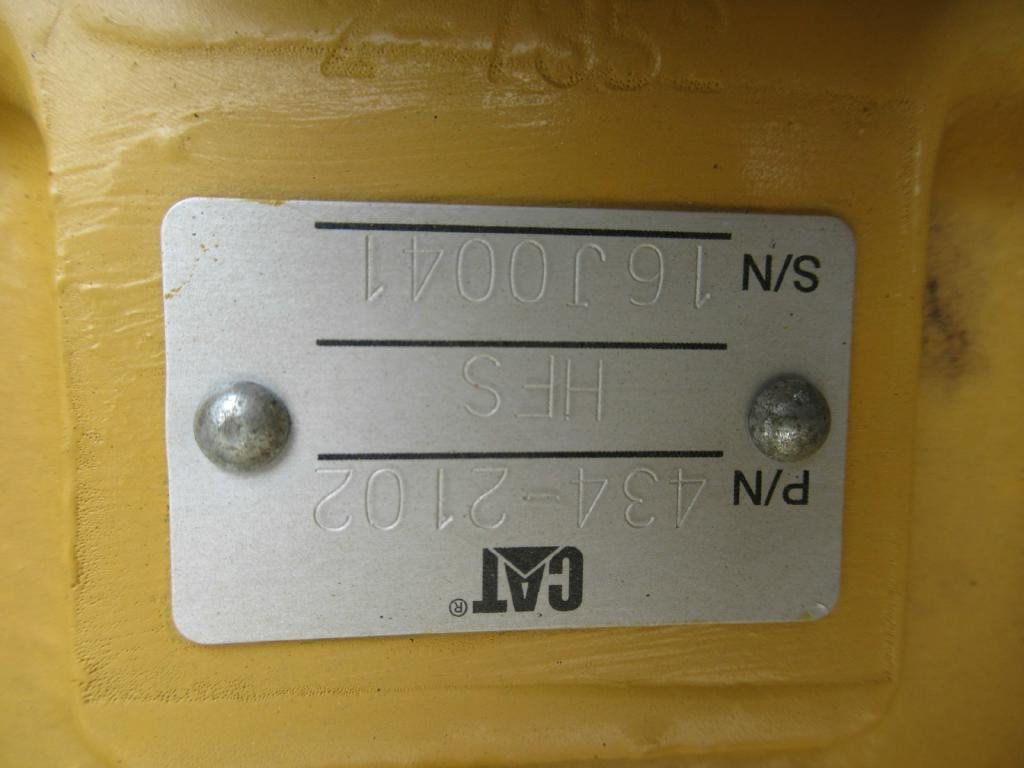 CAT®
P/N 434-2102
HFS
S/N 16J0041